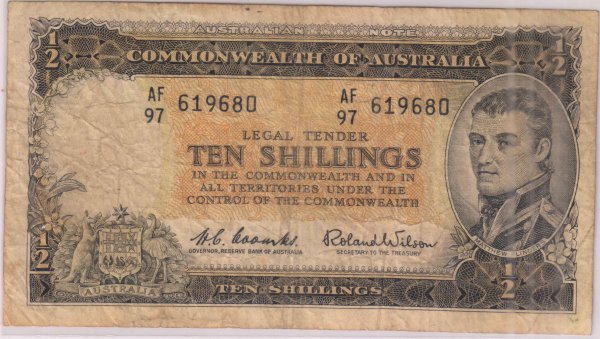 AUSTRALIAN NOTE
1/2
1/2
COMMONWEALTH OF AUSTRALIA
AF 97 619680
AF 97 619680
LEGAL TENDER
TEN SHILLINGS
IN THE COMMONWEALTH AND IN
ALL TERRITORIES UNDER THE
CONTROL OF THE COMMONWEALTH
MATTHEW FLINDERS
H.C. Coombs.
Roland Wilson
GOVERNOR, RESERVE BANK OF AUSTRALIA
SECRETARY TO THE TREASURY
1/2
1/2
AUSTRALIA
TEN SHILLINGS